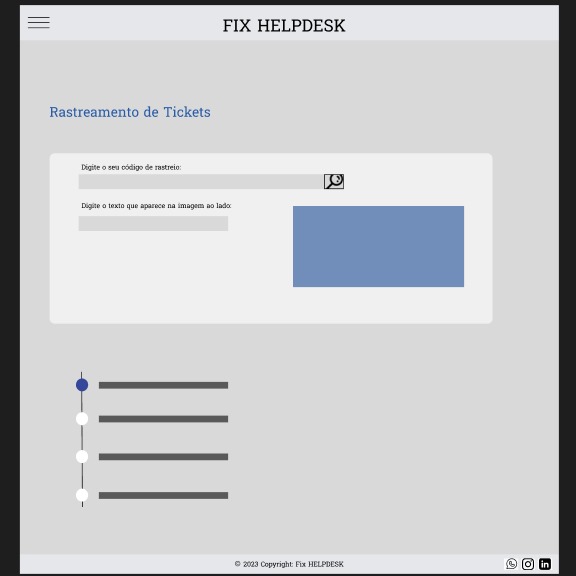 FIX HELPDESK
Rastreamento de Tickets
Digite o seu código de rastreio:
Digite o texto que aparece na imagem ao lado:
© 2023 Copyright: Fix HELPDESK